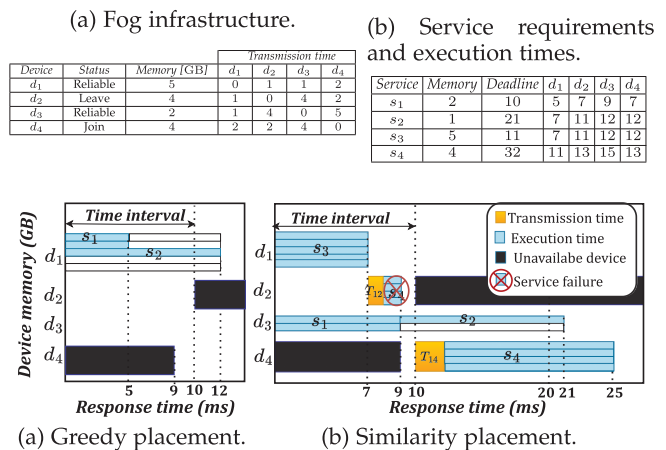 (a) Fog infrastructure.
Transmission time
Device Status Memory [GB] d1 d2 d3 d4
d1 Reliable 5 0 1 1 2
d2 Leave 4 1 0 4 2
d3 Reliable 2 1 4 0 5
d4 Join 4 2 2 4 0
(b) Service requirements
and execution times.
Service Memory Deadline d1 d2 d3 d4
s1 2 10 5 7 9 7
s2 1 21 7 11 12 12
s3 5 11 7 11 12 12
s4 4 32 11 13 15 13
Device memory (GB)
Time interval
d1
s1
s2
d2
d3
d4
5 9 10 12
Response time (ms)
(a) Greedy placement.
Time interval
Transmission time
Execution time
Unavailabe device
Service failure
d1
s3
d2
T12
d3
s1
s2
d4
T14
s4
7 9 10 20 21 25
Response time (ms)
(b) Similarity placement.